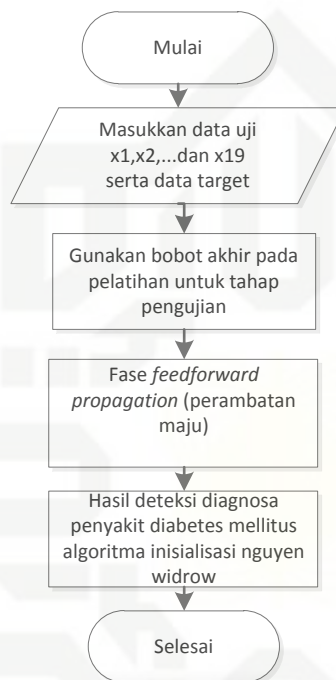 Mulai
Masukkan data uji
x1,x2,...dan x19
serta data target
Gunakan bobot akhir pada
pelatihan untuk tahap
pengujian
Fase feedforward
propagation (perambatan
maju)
Hasil deteksi diagnosa
penyakit diabetes mellitus
algoritma inisialisasi nguyen
widrow
Selesai